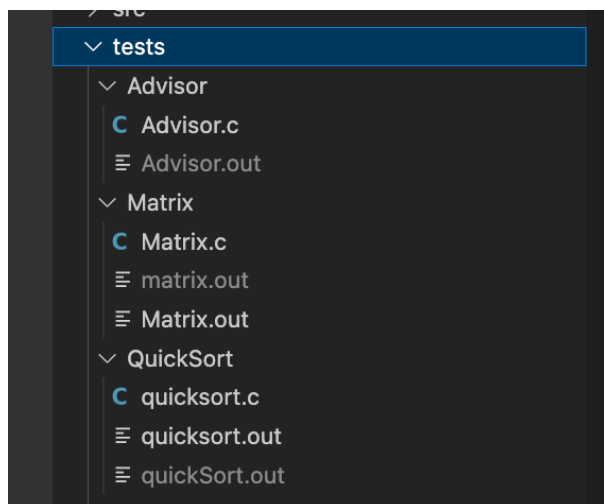 src
tests
Advisor
C Advisor.c
Advisor.out
Matrix
C Matrix.c
matrix.out
Matrix.out
QuickSort
C quicksort.c
quicksort.out
quickSort.out